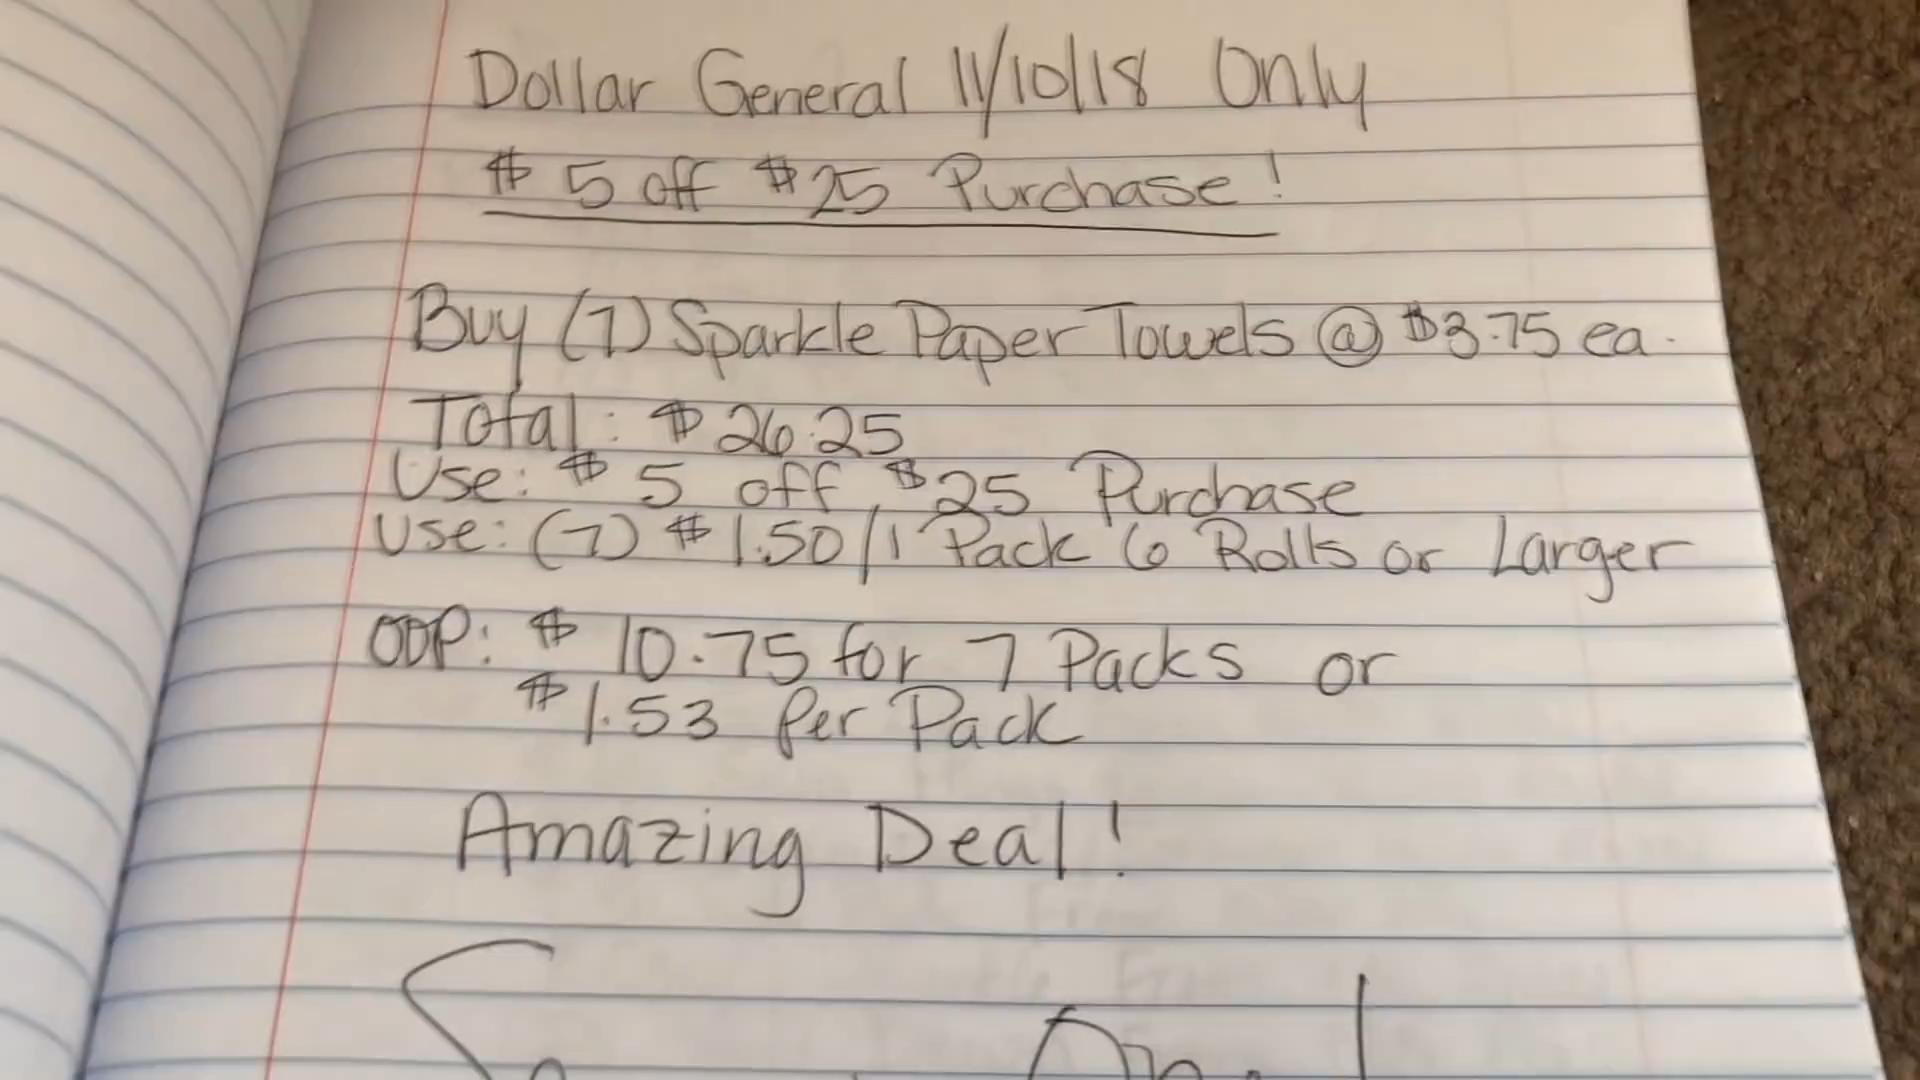 Dollar General 11/10/18 Only
$5 off $25 Purchase!
Buy (7) Sparkle Paper Towels @ $3.75 ea.
Total: $26.25
Use: $5 off $25 Purchase
Use: (7) $1.50/1 Pack 6 Rolls or Larger
OOP: $10.75 for 7 Packs or
$1.53 Per Pack
Amazing Deal!